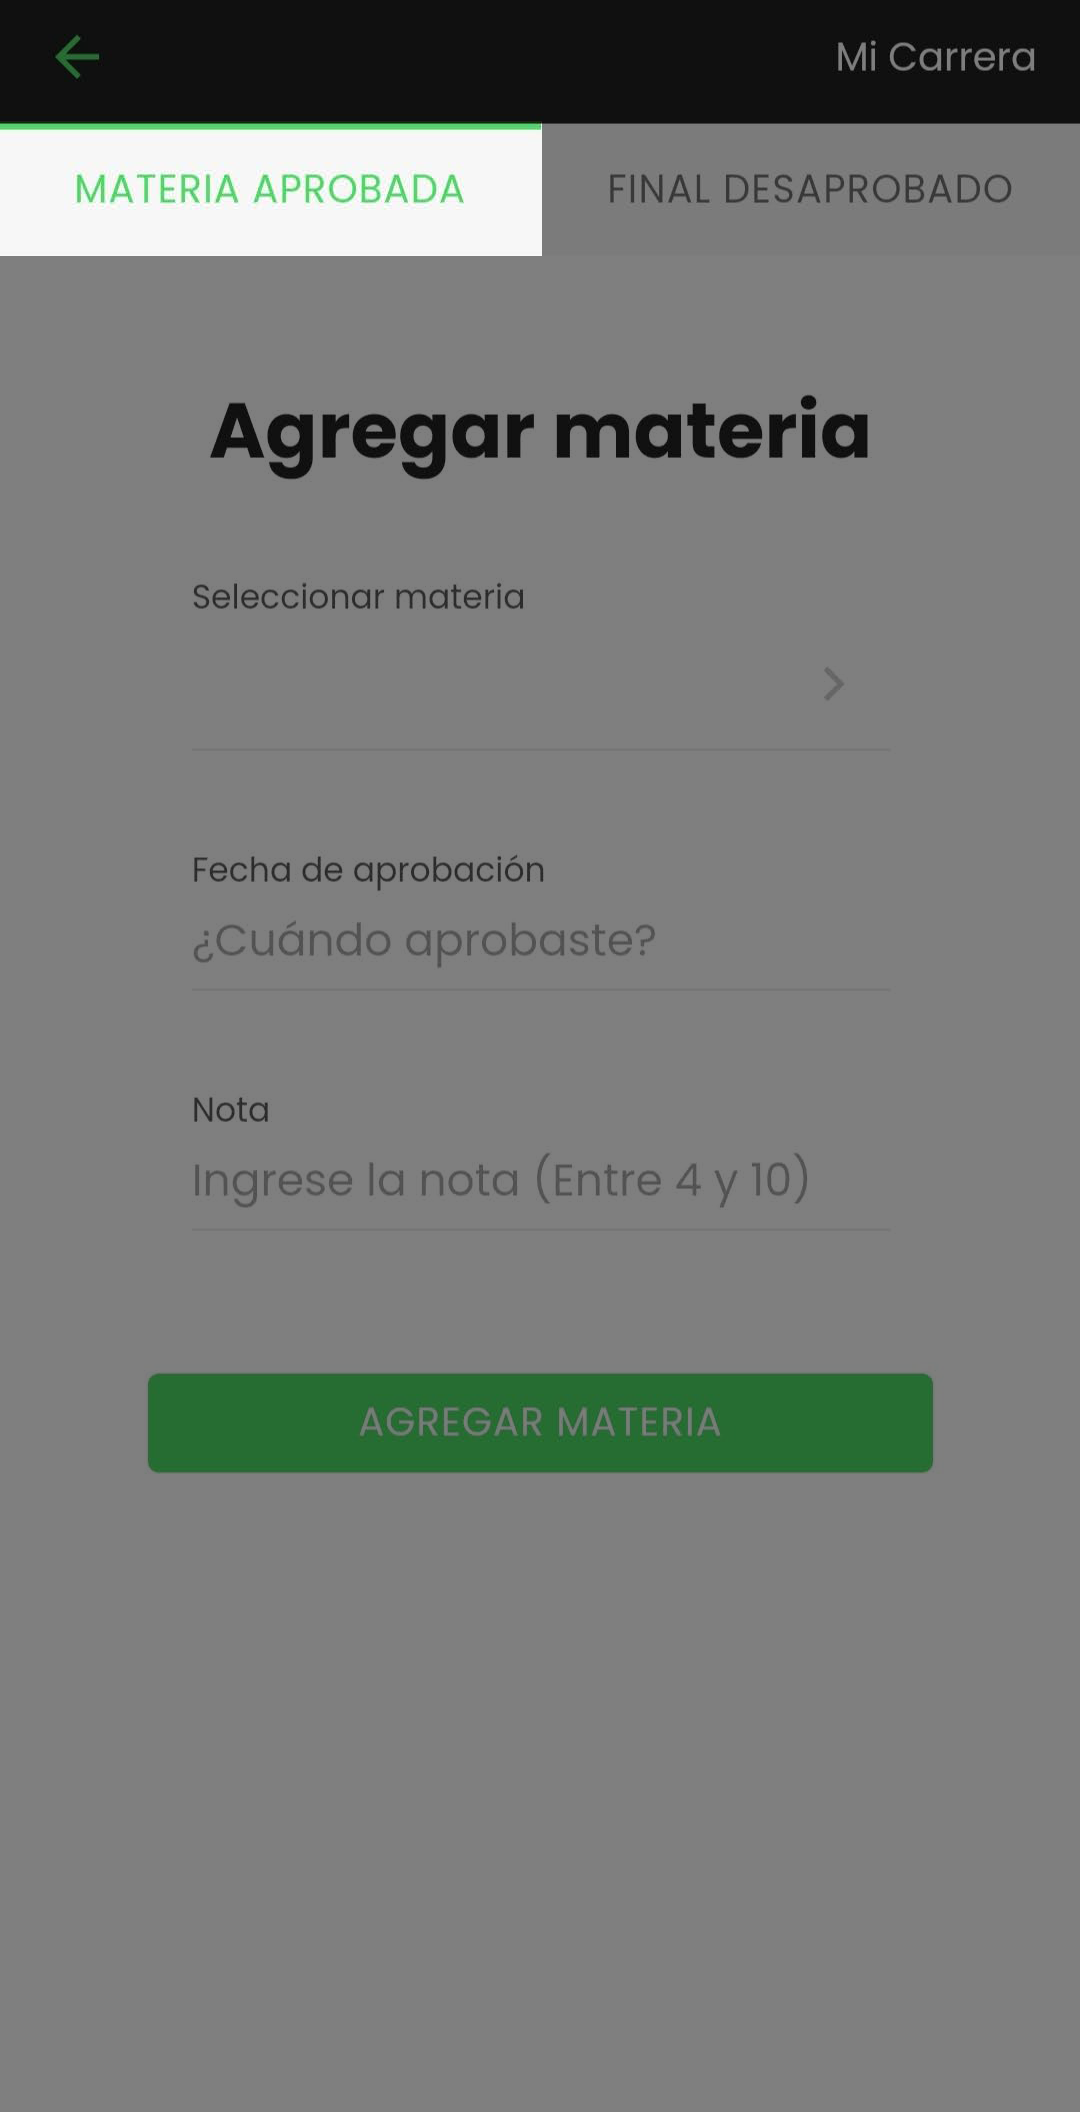 Mi Carrera
MATERIA APROBADA
FINAL DESAPROBADO
Agregar materia
Seleccionar materia
Fecha de aprobación
¿Cuándo aprobaste?
Nota
Ingrese la nota (Entre 4 y 10)
AGREGAR MATERIA